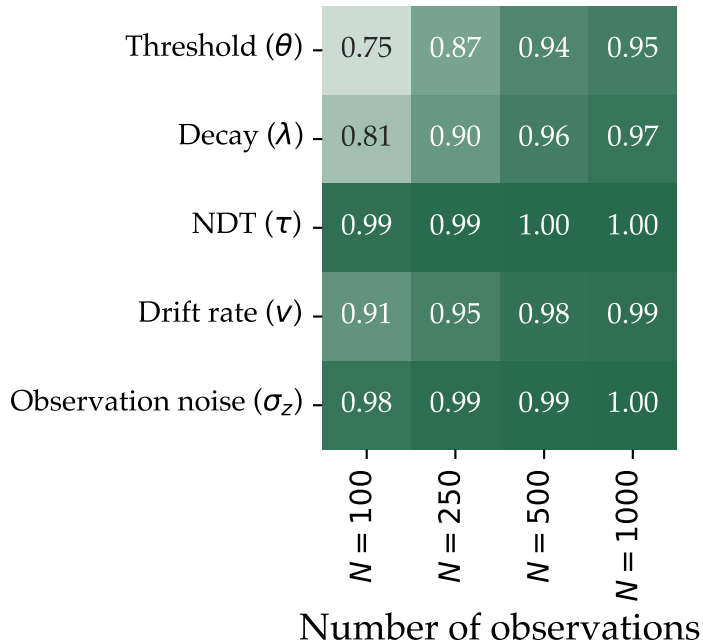 Threshold (θ) 0.75 0.87 0.94 0.95
Decay (λ) 0.81 0.90 0.96 0.97
NDT (τ) 0.99 0.99 1.00 1.00
Drift rate (v) 0.91 0.95 0.98 0.99
Observation noise (σ_z) 0.98 0.99 0.99 1.00
N = 100
N = 250
N = 500
N = 1000
Number of observations